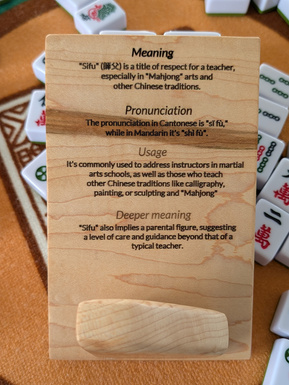 Meaning
"Sifu" (師父) is a title of respect for a teacher,
especially in "Mahjong" arts and
other Chinese traditions.
Pronunciation
The pronunciation in Cantonese is "sī fù,"
while in Mandarin it's "shī fù".
Usage
It's commonly used to address instructors in martial
arts schools, as well as those who teach
other Chinese traditions like calligraphy,
painting, or sculpting and "Mahjong"
Deeper meaning
"Sifu" also implies a parental figure, suggesting
a level of care and guidance beyond that of a
typical teacher.
萬
二
萬